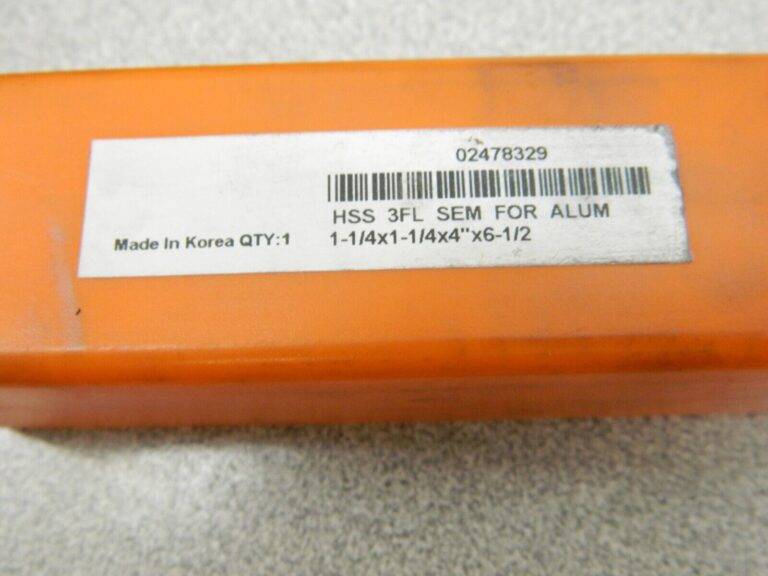 02478329
HSS 3FL SEM FOR ALUM
Made In Korea QTY:1 1-1/4x1-1/4x4"x6-1/2